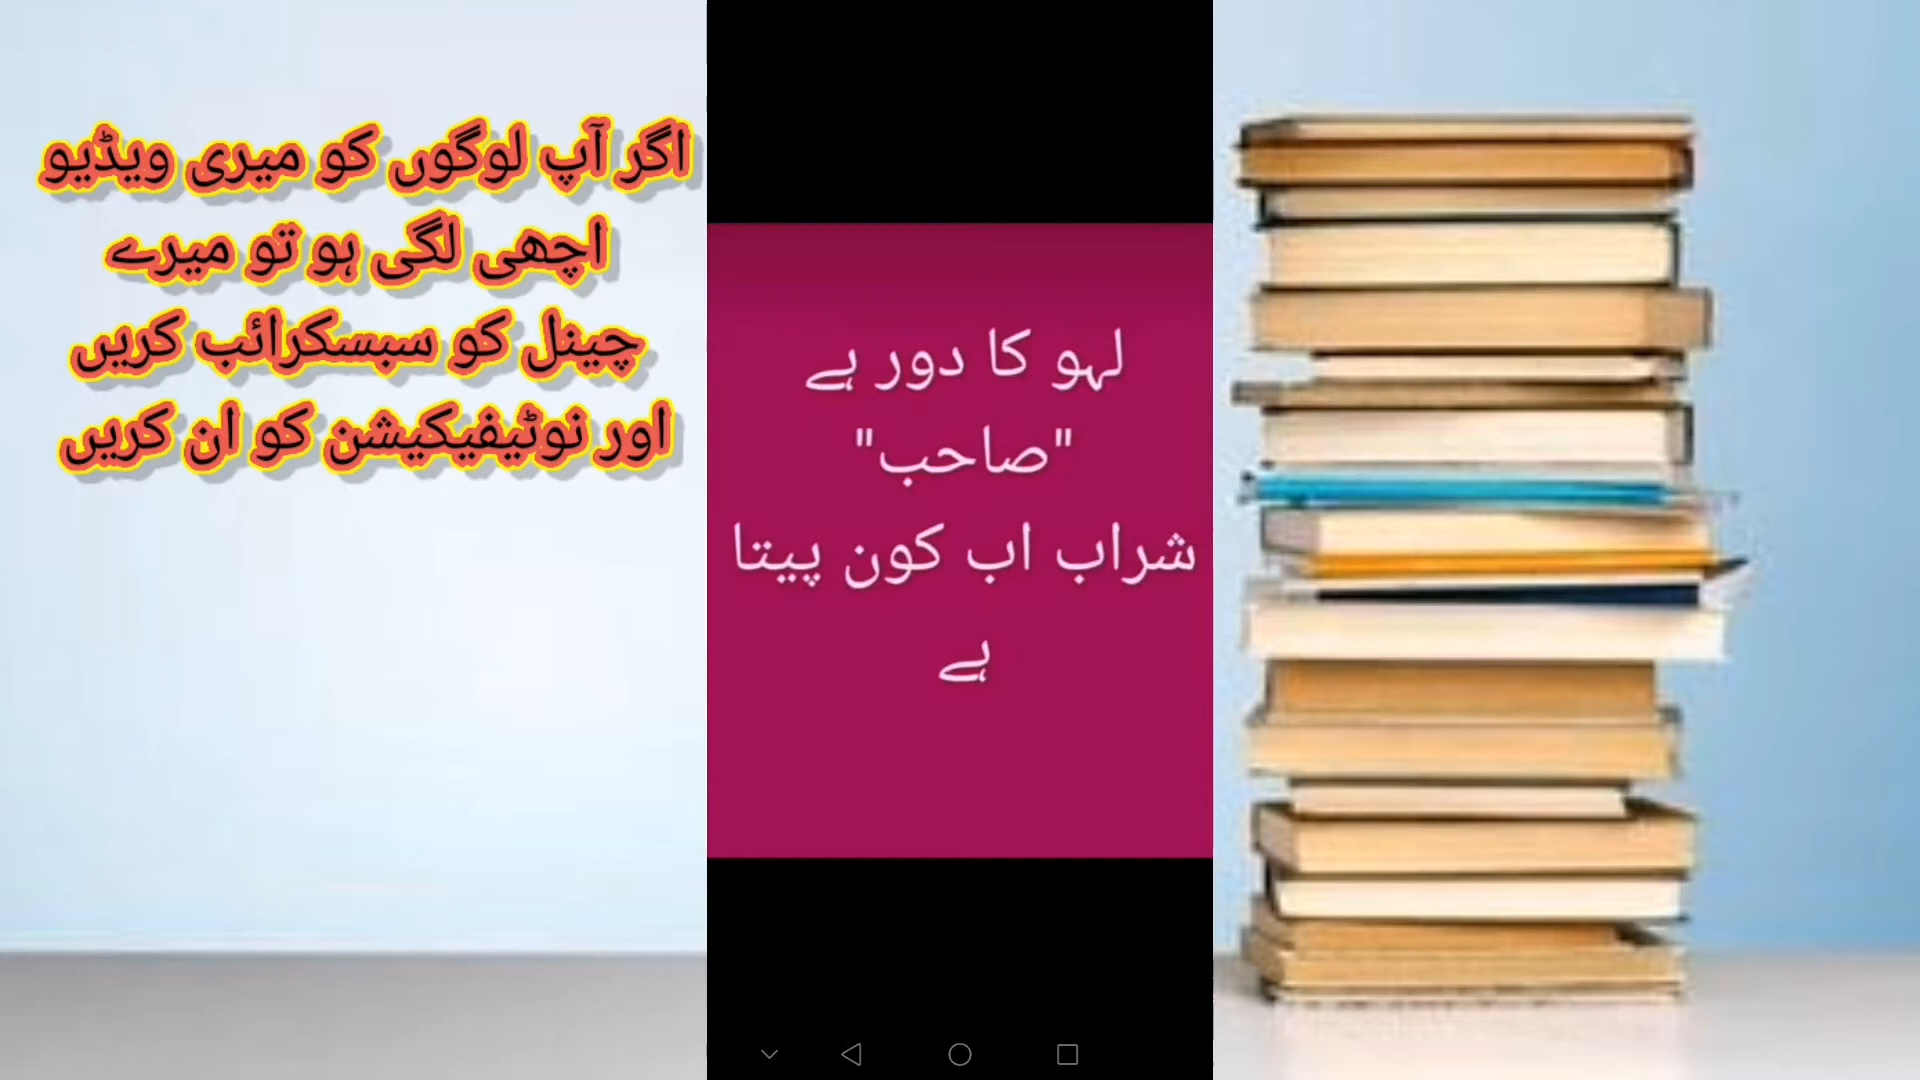 اگر آپ لوگوں کو میری ویڈیو
اچھی لگی ہو تو میرے
چینل کو سبسکرائب کریں
اور نوٹیفیکیشن کو ان کریں
لہو کا دور ہے
"صاحب"
شراب اب کون پیتا
ہے